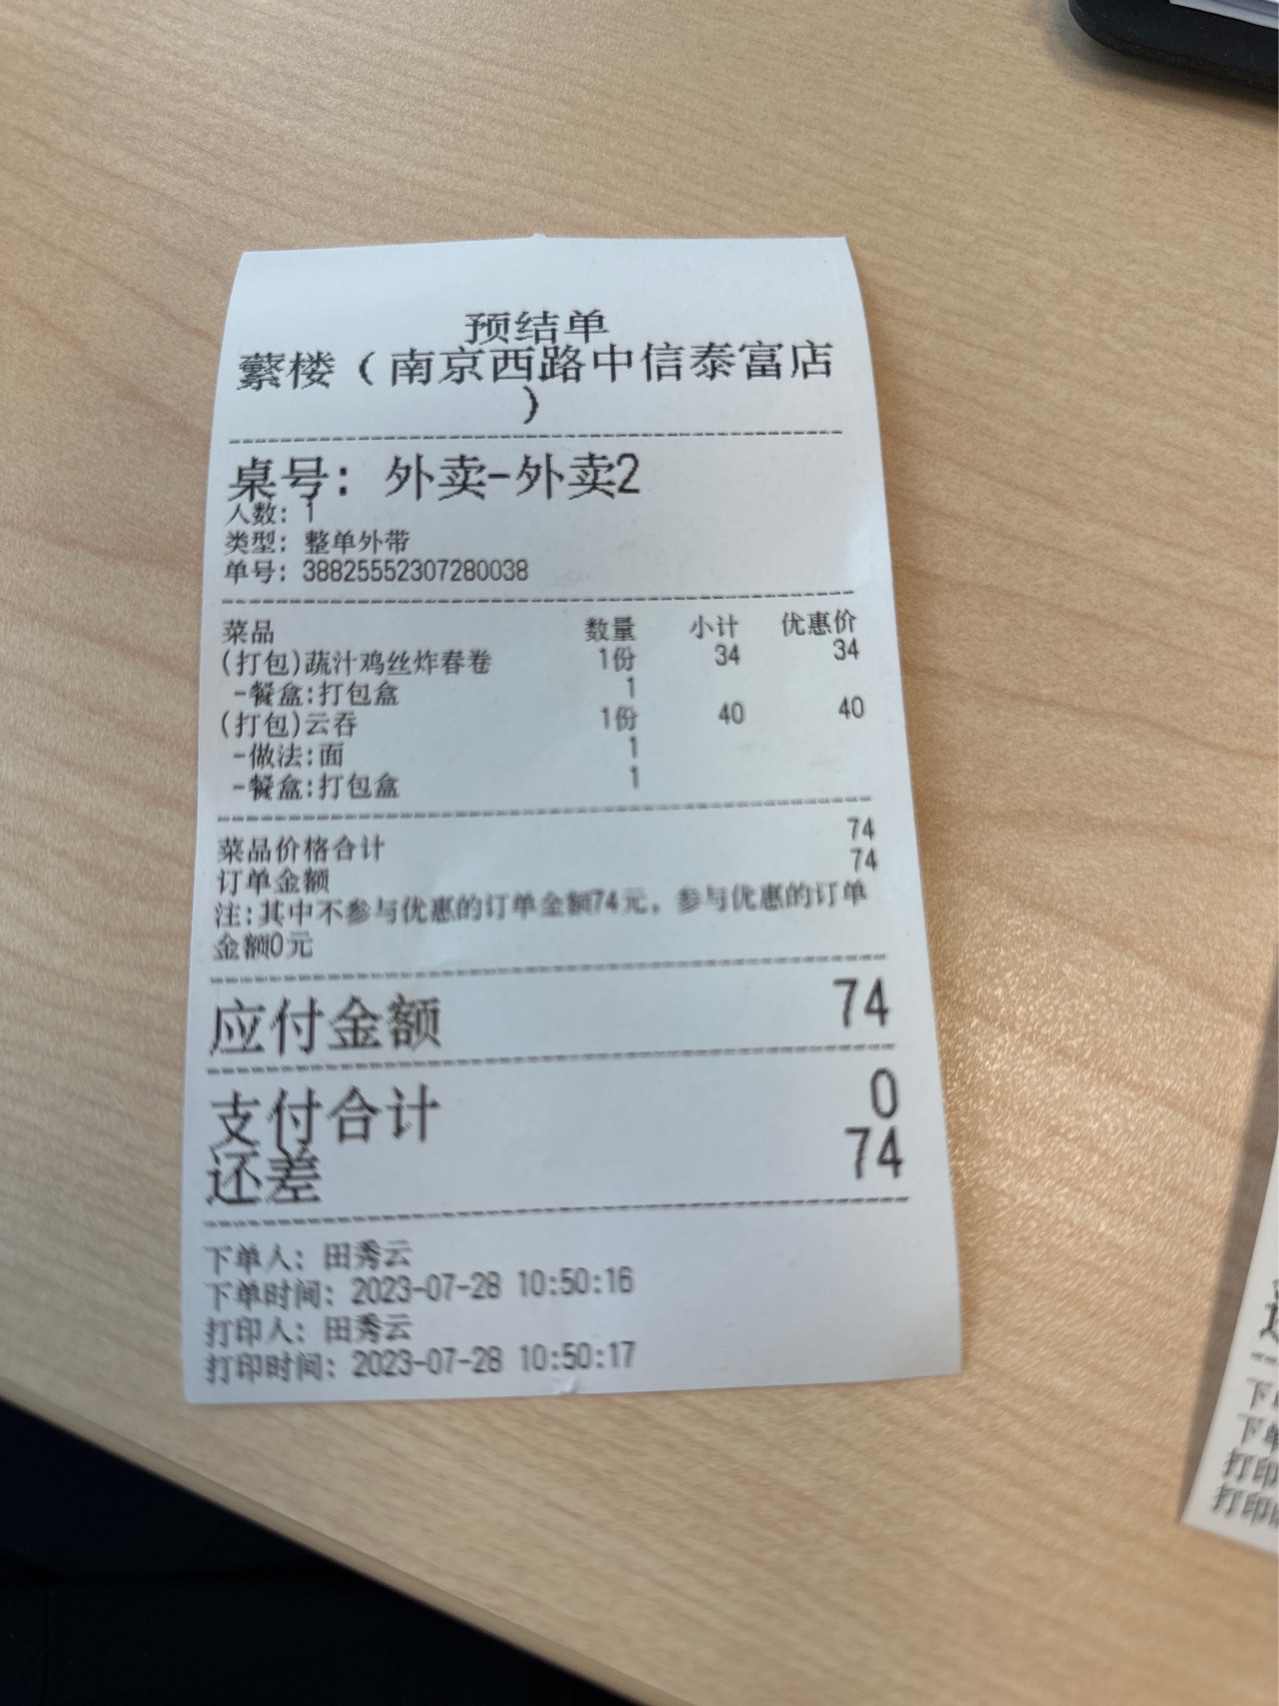 预结单
蘩楼（南京西路中信泰富店
）
桌号：外卖-外卖2
人数：1
类型：整单外带
单号：388255552307280038
菜品 数量 小计 优惠价
(打包)蔬汁鸡丝炸春卷 1份 34 34
-餐盒:打包盒 1
(打包)云吞 1份 40 40
-做法:面 1
-餐盒:打包盒 1
菜品价格合计 74
订单金额 74
注:其中不参与优惠的订单金额74元，参与优惠的订单
金额0元
应付金额 74
支付合计 0
还差 74
下单人：田秀云
下单时间：2023-07-28 10:50:16
打印人：田秀云
打印时间：2023-07-28 10:50:17
下
下单
打印
打印